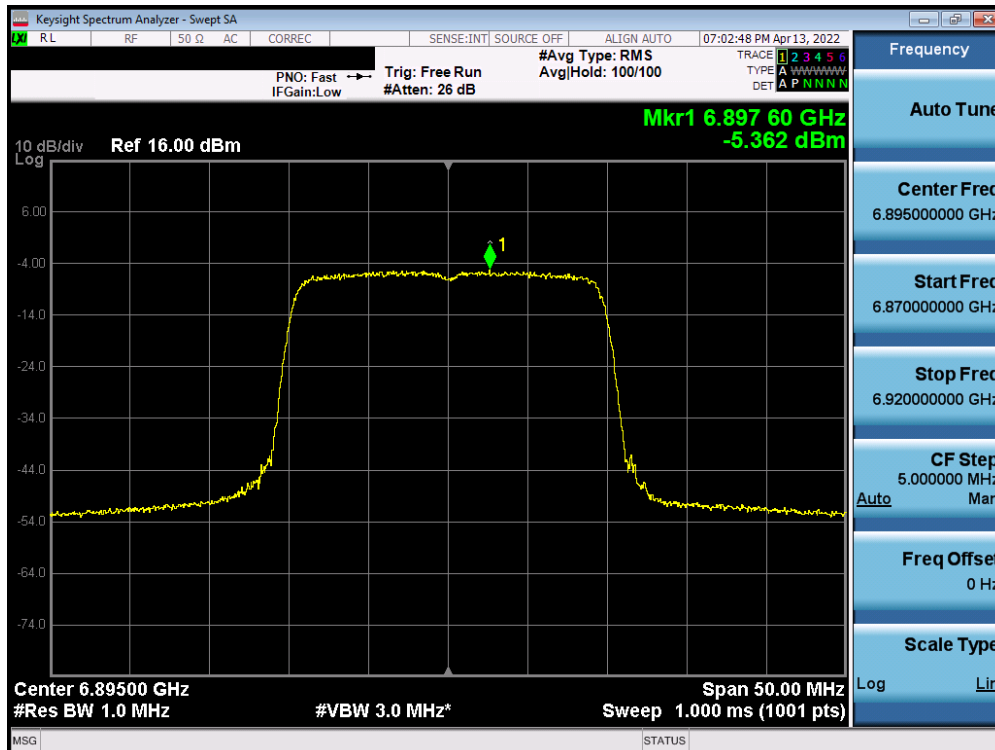 Keysight Spectrum Analyzer - Swept SA
LXI RL RF 50 Ω AC CORREC SENSE:INT SOURCE OFF ALIGN AUTO 07:02:48 PM Apr 13, 2022
PNO: Fast
IFGain:Low
Trig: Free Run
#Atten: 26 dB
#Avg Type: RMS
Avg|Hold: 100/100
TRACE 1 2 3 4 5 6
TYPE A WWWWW
DET A P N N N N
Mkr1 6.897 60 GHz
-5.362 dBm
10 dB/div Ref 16.00 dBm
Log
6.00
1
-4.00
-14.0
-24.0
-34.0
-44.0
-54.0
-64.0
-74.0
Center 6.89500 GHz Span 50.00 MHz
#Res BW 1.0 MHz #VBW 3.0 MHz* Sweep 1.000 ms (1001 pts)
MSG STATUS
Frequency
Auto Tune
Center Freq
6.895000000 GHz
Start Freq
6.870000000 GHz
Stop Freq
6.920000000 GHz
CF Step
5.000000 MHz
Auto Man
Freq Offset
0 Hz
Scale Type
Log Lin